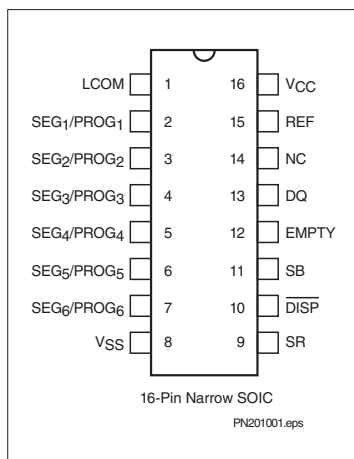 LCOM 1 16 VCC
SEG1/PROG1 2 15 REF
SEG2/PROG2 3 14 NC
SEG3/PROG3 4 13 DQ
SEG4/PROG4 5 12 EMPTY
SEG5/PROG5 6 11 SB
SEG6/PROG6 7 10 DISP
VSS 8 9 SR
16-Pin Narrow SOIC
PN201001.eps